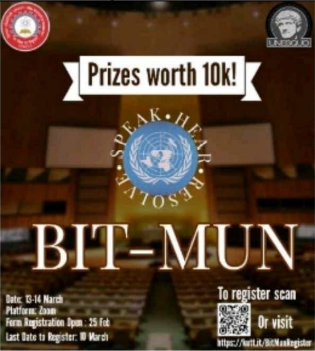 Prizes worth 10k!
SPEAK • HEAR • RESOLVE
BIT-MUN
Date: 13-14 March
Platform: Zoom
Form Registration Open : 25 Feb
Last Date to Register: 10 March
To register scan
Or visit
https://kutt.it/BitMunRegister